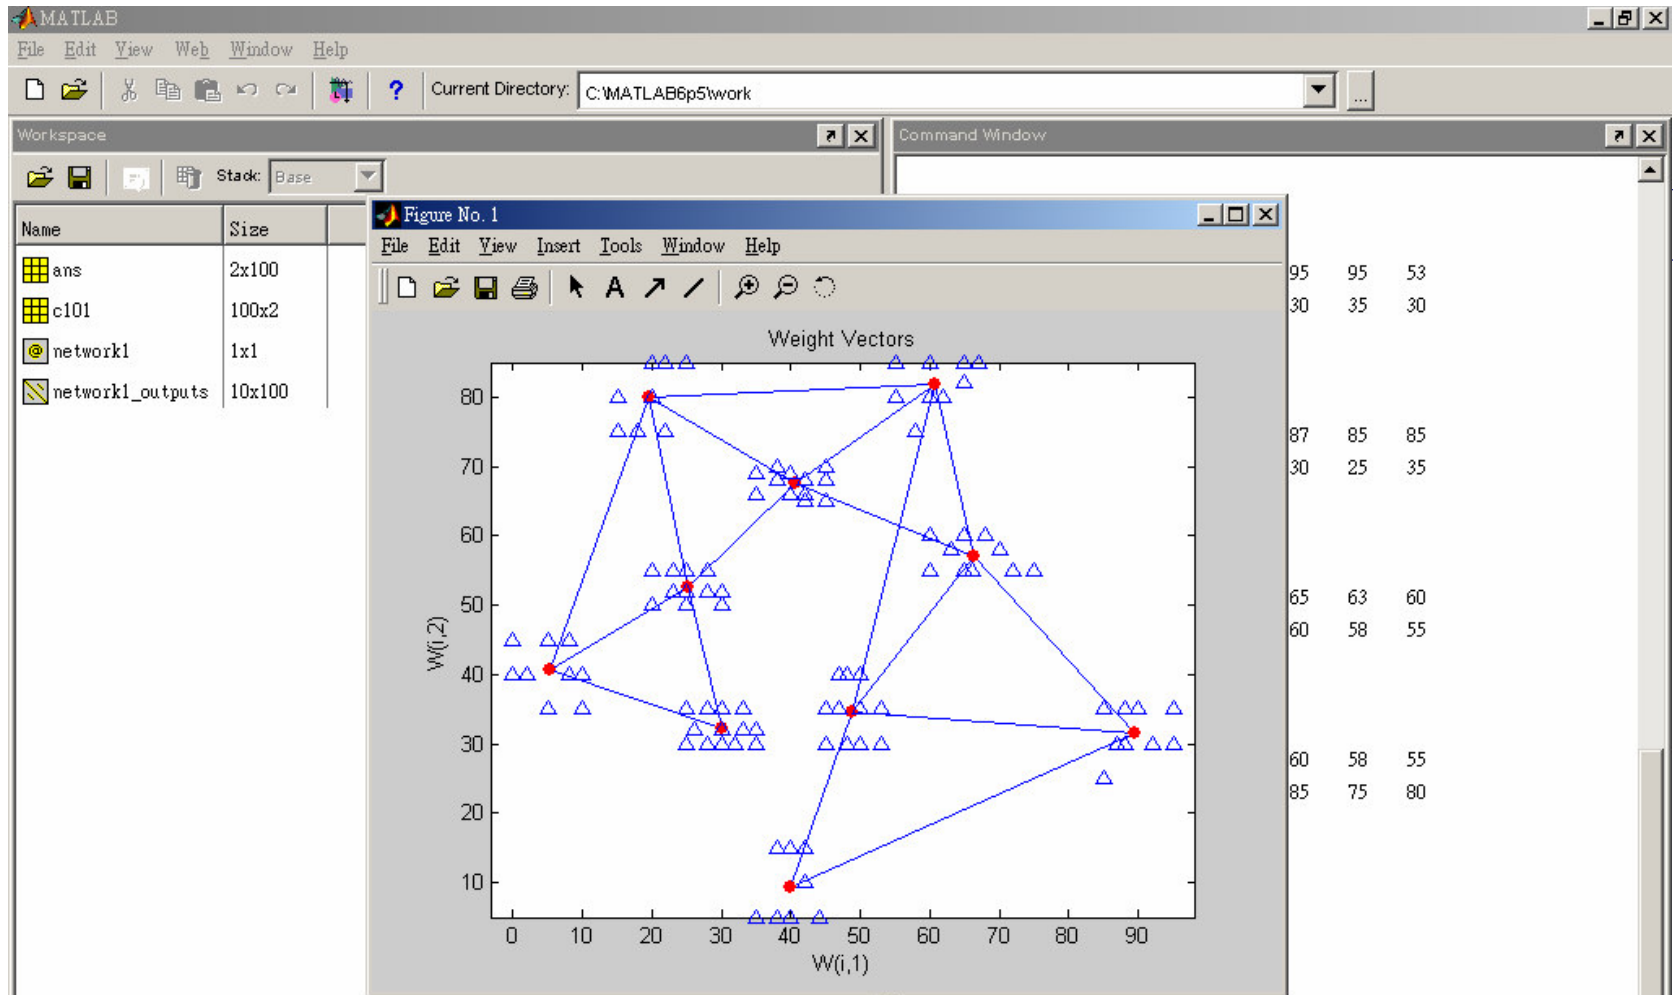 MATLAB
File Edit View Web Window Help
Current Directory: C:\MATLAB6p5\work ...
Workspace
Stack: Base
Name Size
ans 2x100
c101 100x2
network1 1x1
network1_outputs 10x100
Command Window
Figure No. 1
File Edit View Insert Tools Window Help
Weight Vectors
80
70
60
50
40
30
20
10
W(i,2)
0 10 20 30 40 50 60 70 80 90
W(i,1)
95 95 53
30 35 30
87 85 85
30 25 35
65 63 60
60 58 55
60 58 55
85 75 80